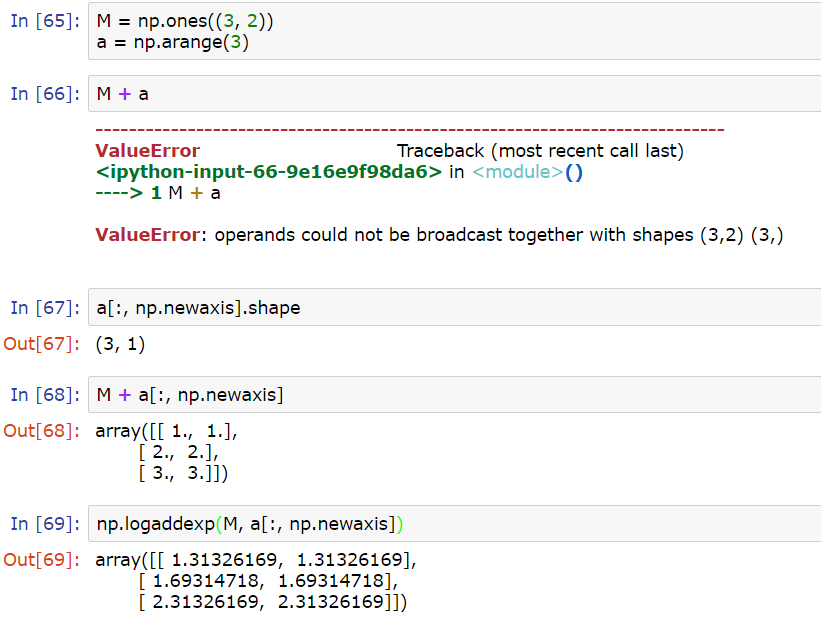 In [65]: M = np.ones((3, 2))
a = np.arange(3)
In [66]: M + a
---------------------------------------------------------------------------
ValueError Traceback (most recent call last)
<ipython-input-66-9e16e9f98da6> in <module>()
----> 1 M + a
ValueError: operands could not be broadcast together with shapes (3,2) (3,)
In [67]: a[:, np.newaxis].shape
Out[67]: (3, 1)
In [68]: M + a[:, np.newaxis]
Out[68]: array([[ 1., 1.],
[ 2., 2.],
[ 3., 3.]])
In [69]: np.logaddexp(M, a[:, np.newaxis])
Out[69]: array([[ 1.31326169, 1.31326169],
[ 1.69314718, 1.69314718],
[ 2.31326169, 2.31326169]])